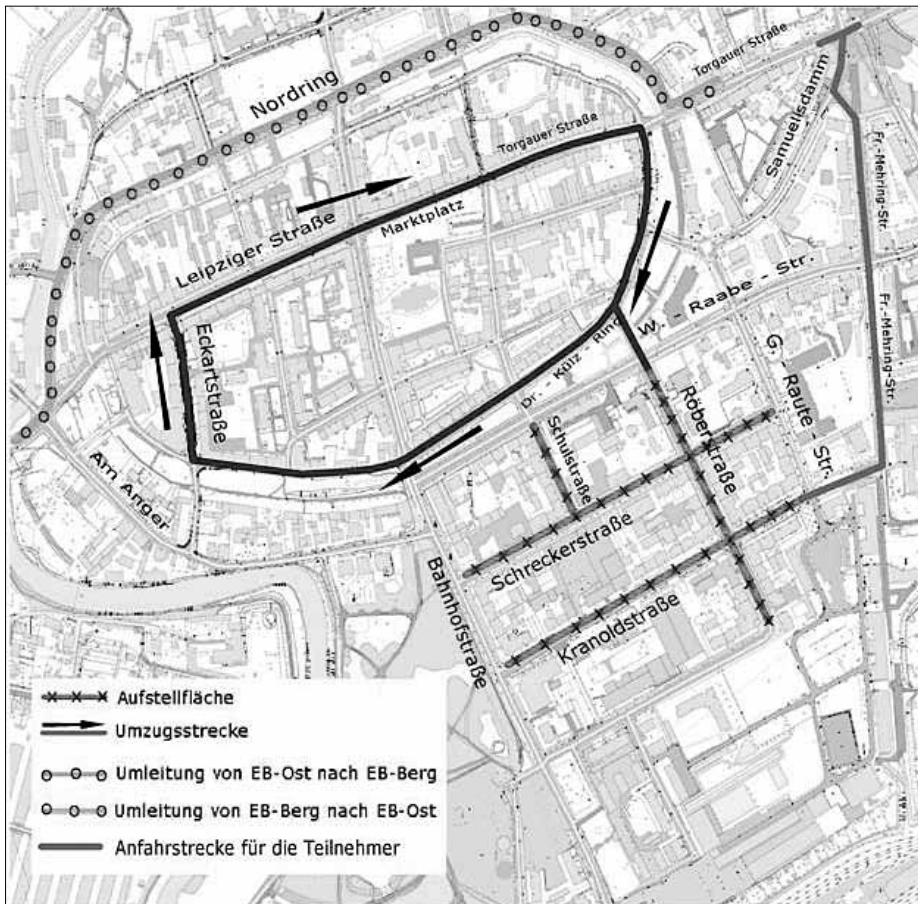 Nordring
Torgauer Straße
Samuelisdamm
Torgauer Straße
Fr.-Mehring-Str.
Leipziger Straße
Marktplatz
W. - Raabe - Str.
Fr.-Mehring-Str.
Eckartstraße
Dr. - Külz - Ring
G. - Raute - Str.
Röberstraße
Schulstraße
Am Anger
Schreckerstraße
Bahnhofstraße
Kranoldstraße
Aufstellfläche
Umzugsstrecke
Umleitung von EB-Ost nach EB-Berg
Umleitung von EB-Berg nach EB-Ost
Anfahrstrecke für die Teilnehmer